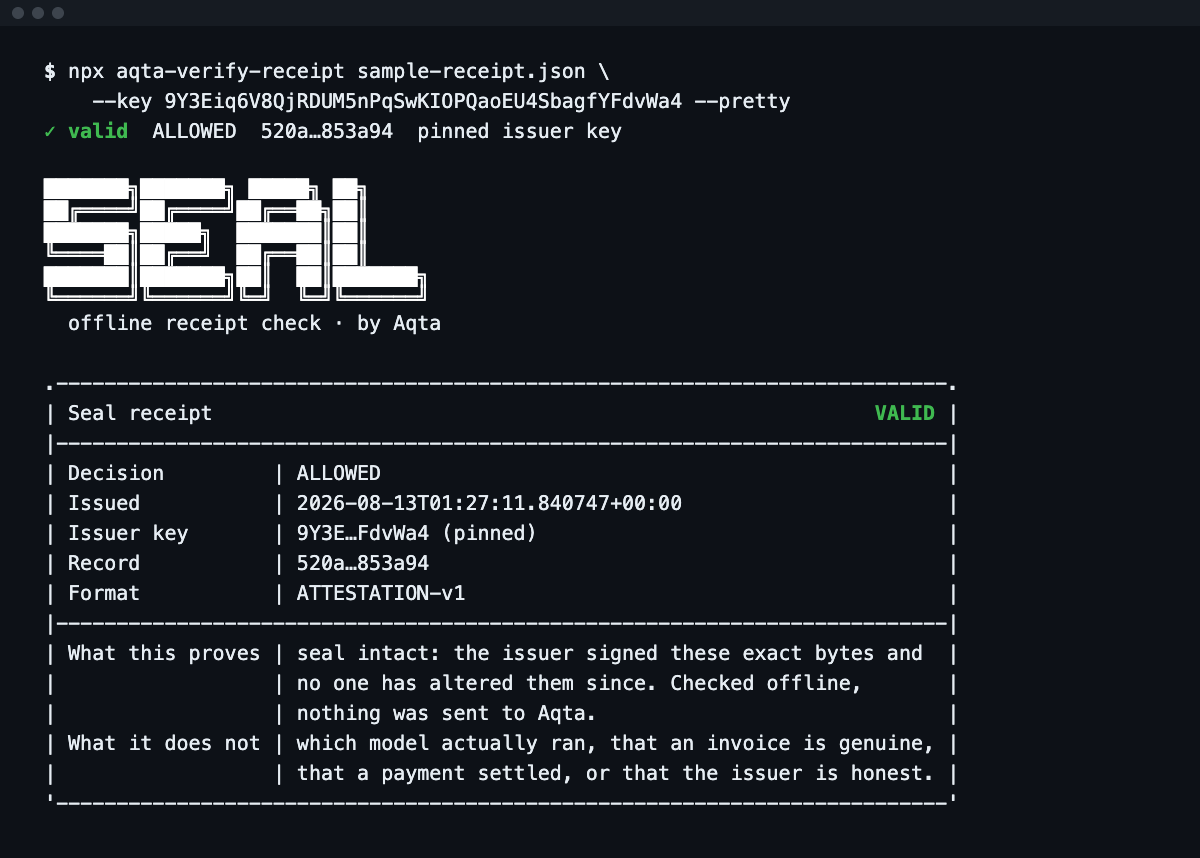 $ npx aqta-verify-receipt sample-receipt.json \
--key 9Y3Eiq6V8QjRDUM5nPqSwKIOPQaoEU4SbagfYFdvWa4 --pretty
✓ valid ALLOWED 520a…853a94 pinned issuer key
SEAL
offline receipt check · by Aqta
Seal receipt VALID
Decision | ALLOWED
Issued | 2026-08-13T01:27:11.840747+00:00
Issuer key | 9Y3E…FdvWa4 (pinned)
Record | 520a…853a94
Format | ATTESTATION-v1
What this proves | seal intact: the issuer signed these exact bytes and
no one has altered them since. Checked offline,
nothing was sent to Aqta.
What it does not | which model actually ran, that an invoice is genuine,
that a payment settled, or that the issuer is honest.